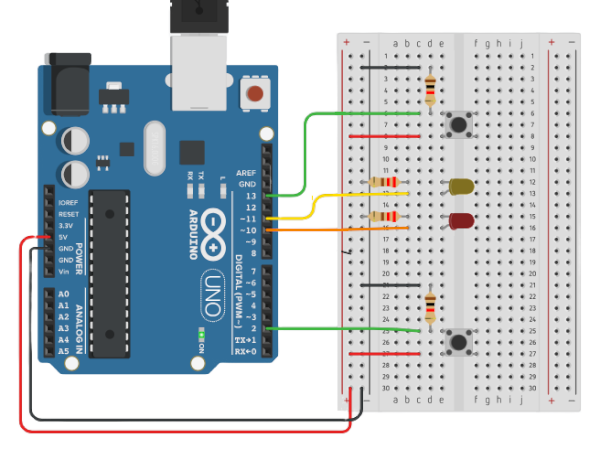 AREF
GND
13
12
~11
~10
~9
8
7
~6
~5
4
~3
2
TX→1
RX←0
DIGITAL (PWM~)
IOREF
RESET
3.3V
5V
GND
GND
Vin
POWER
A0
A1
A2
A3
A4
A5
ANALOG IN
RX
TX
L
ARDUINO
UNO
ON
+ − a b c d e f g h i j + −
1 1
2 2
3 3
4 4
5 5
6 6
7 7
8 8
9 9
10 10
11 11
12 12
13 13
14 14
15 15
16 16
17 17
18 18
19 19
20 20
21 21
22 22
23 23
24 24
25 25
26 26
27 27
28 28
29 29
30 30
+ − a b c d e f g h i j + −